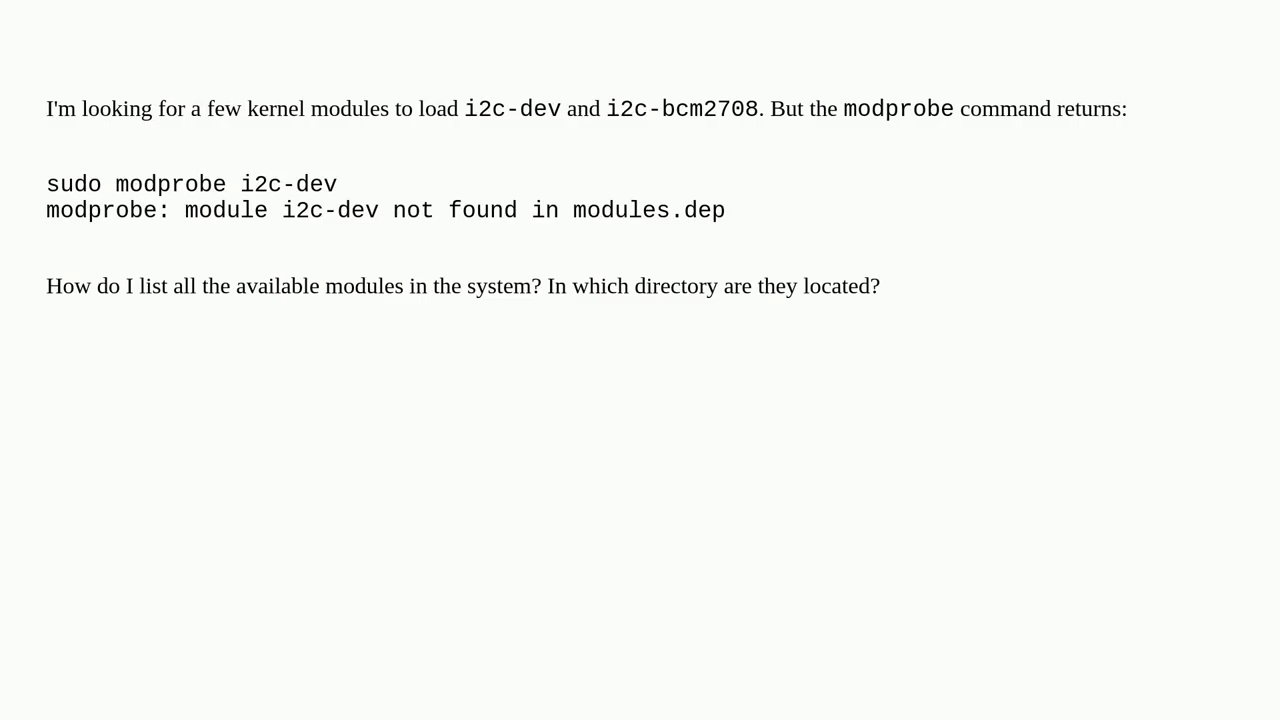 I'm looking for a few kernel modules to load i2c-dev and i2c-bcm2708. But the modprobe command returns:
sudo modprobe i2c-dev
modprobe: module i2c-dev not found in modules.dep
How do I list all the available modules in the system? In which directory are they located?